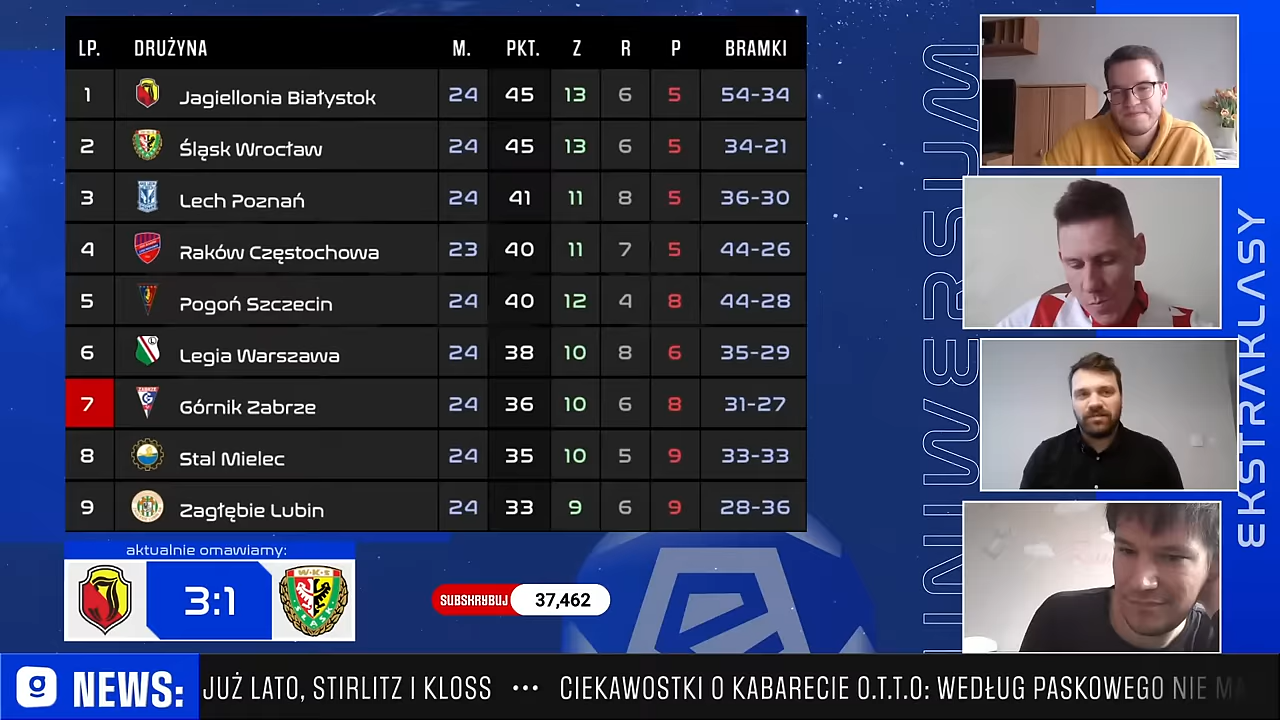 LP. DRUŻYNA M. PKT. Z R P BRAMKI
1 Jagiellonia Białystok 24 45 13 6 5 54-34
2 Śląsk Wrocław 24 45 13 6 5 34-21
3 Lech Poznań 24 41 11 8 5 36-30
4 Raków Częstochowa 23 40 11 7 5 44-26
5 Pogoń Szczecin 24 40 12 4 8 44-28
6 Legia Warszawa 24 38 10 8 6 35-29
7 Górnik Zabrze 24 36 10 6 8 31-27
8 Stal Mielec 24 35 10 5 9 33-33
9 Zagłębie Lubin 24 33 9 6 9 28-36
aktualnie omawiamy:
3:1
W·K·S
SUBSKRYBUJ 37,462
UNIWERSUM
EKSTRAKLASY
g NEWS: JUŻ LATO, STIRLITZ I KLOSS ••• CIEKAWOSTKI O KABARECIE O.T.T.O: WEDŁUG PASKOWEGO NIE